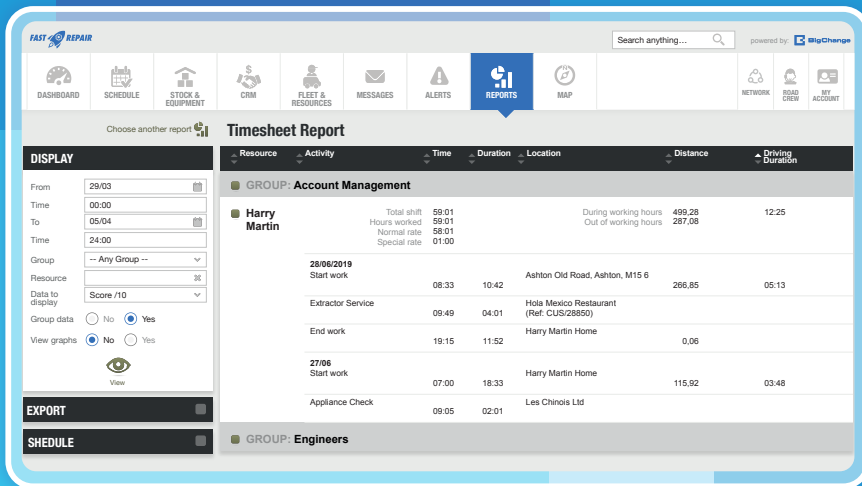 FAST REPAIR
Search anything...
powered by: BigChange
DASHBOARD
SCHEDULE
STOCK &
EQUIPMENT
CRM
FLEET &
RESOURCES
MESSAGES
ALERTS
REPORTS
MAP
NETWORK
ROAD
CREW
MY
ACCOUNT
Choose another report
Timesheet Report
DISPLAY
From 29/03
Time 00:00
To 05/04
Time 24:00
Group -- Any Group --
Resource
Data to
display Score /10
Group data No Yes
View graphs No Yes
View
EXPORT
SHEDULE
Resource Activity Time Duration Location Distance Driving
Duration
GROUP: Account Management
Harry
Martin
Total shift 59:01 During working hours 499,28 12:25
Hours worked 59:01 Out of working hours 287,08
Normal rate 58:01
Special rate 01:00
28/06/2019
Start work Ashton Old Road, Ashton, M15 6
08:33 10:42 266,85 05:13
Extractor Service Hola Mexico Restaurant
09:49 04:01 (Ref: CUS/28850)
End work Harry Martin Home
19:15 11:52 0,06
27/06
Start work Harry Martin Home
07:00 18:33 115,92 03:48
Appliance Check Les Chinois Ltd
09:05 02:01
GROUP: Engineers